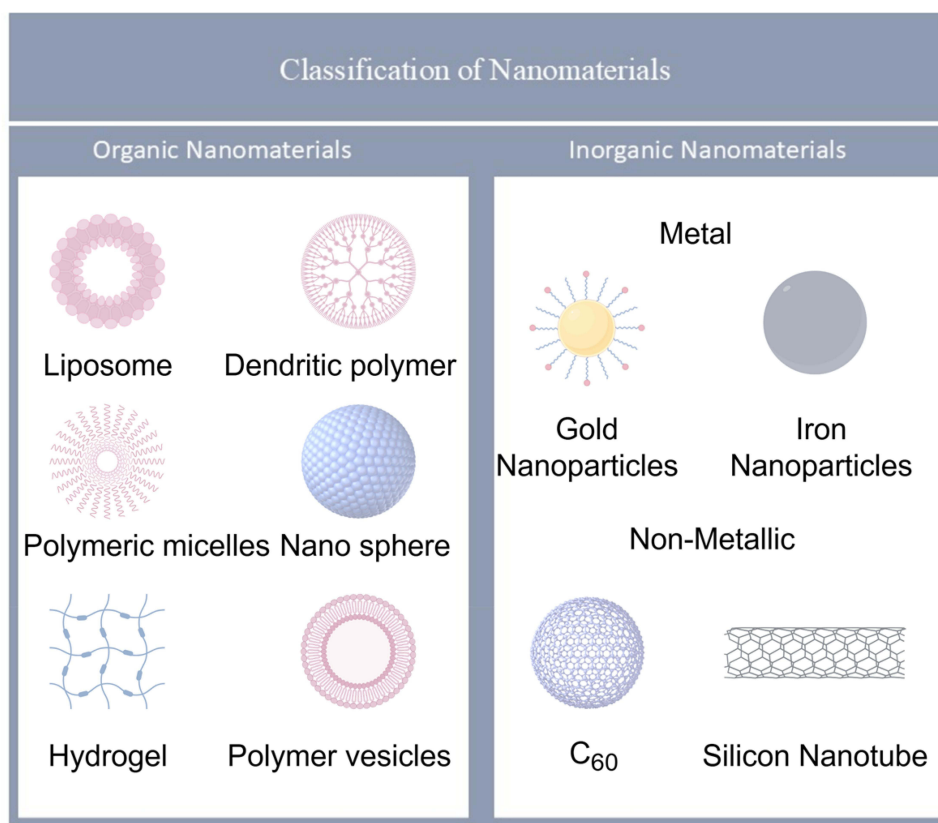 Classification of Nanomaterials
Organic Nanomaterials
Liposome
Dendritic polymer
Polymeric micelles
Nano sphere
Hydrogel
Polymer vesicles
Inorganic Nanomaterials
Metal
Gold
Nanoparticles
Iron
Nanoparticles
Non-Metallic
C₆₀
Silicon Nanotube